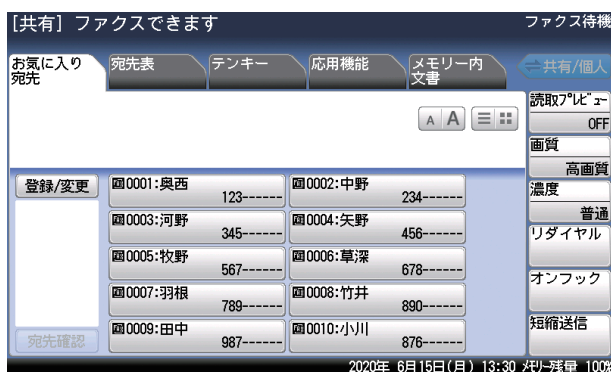 [共有] ファクスできます
ファクス待機
お気に入り
宛先
宛先表
テンキー
応用機能
メモリー内
文書
共有/個人
A A
読取プレビュー
OFF
画質
高画質
濃度
普通
リダイヤル
オンフック
短縮送信
登録/変更
0001:奥西
123------
0002:中野
234------
0003:河野
345------
0004:矢野
456------
0005:牧野
567------
0006:草深
678------
0007:羽根
789------
0008:竹井
890------
0009:田中
987------
0010:小川
876------
宛先確認
2020年 6月15日(月) 13:30 メモリー残量 100%